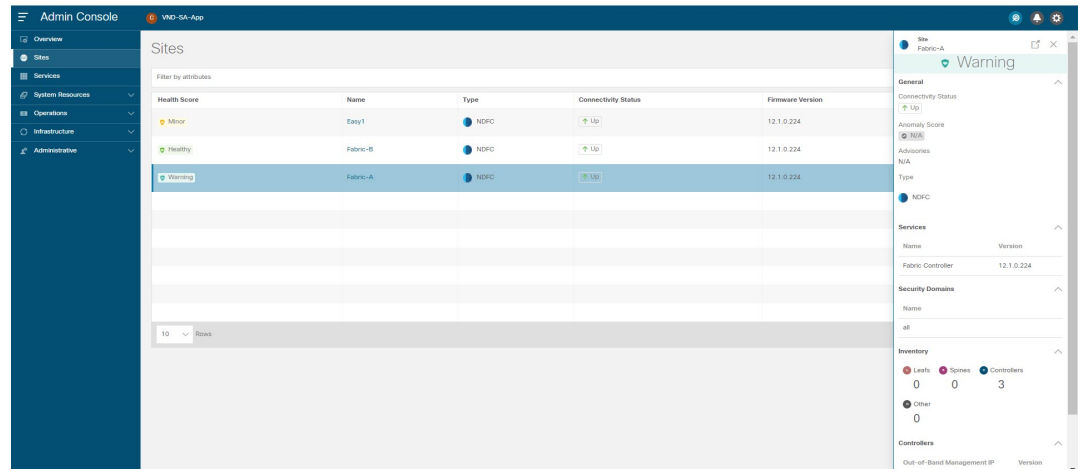 Admin Console
C VND-SA-App
Overview
Sites
Services
System Resources
Operations
Infrastructure
Administrative
Sites
Filter by attributes
Health Score Name Type Connectivity Status Firmware Version
Minor Easy1 NDFC Up 12.1.0.224
Healthy Fabric-B NDFC Up 12.1.0.224
Warning Fabric-A NDFC Up 12.1.0.224
10 Rows
Site
Fabric-A
Warning
General
Connectivity Status
Up
Anomaly Score
N/A
Advisories
N/A
Type
NDFC
Services
Name Version
Fabric Controller 12.1.0.224
Security Domains
Name
all
Inventory
Leafs Spines Controllers
0 0 3
Other
0
Controllers
Out-of-Band Management IP Version